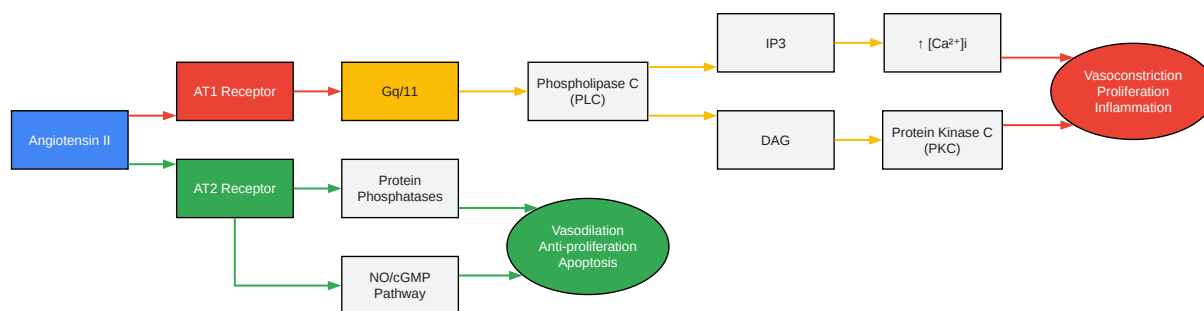 Angiotensin II
AT1 Receptor
Gq/11
Phospholipase C
(PLC)
IP3
↑ [Ca²⁺]i
DAG
Protein Kinase C
(PKC)
Vasoconstriction
Proliferation
Inflammation
AT2 Receptor
Protein
Phosphatases
NO/cGMP
Pathway
Vasodilation
Anti-proliferation
Apoptosis